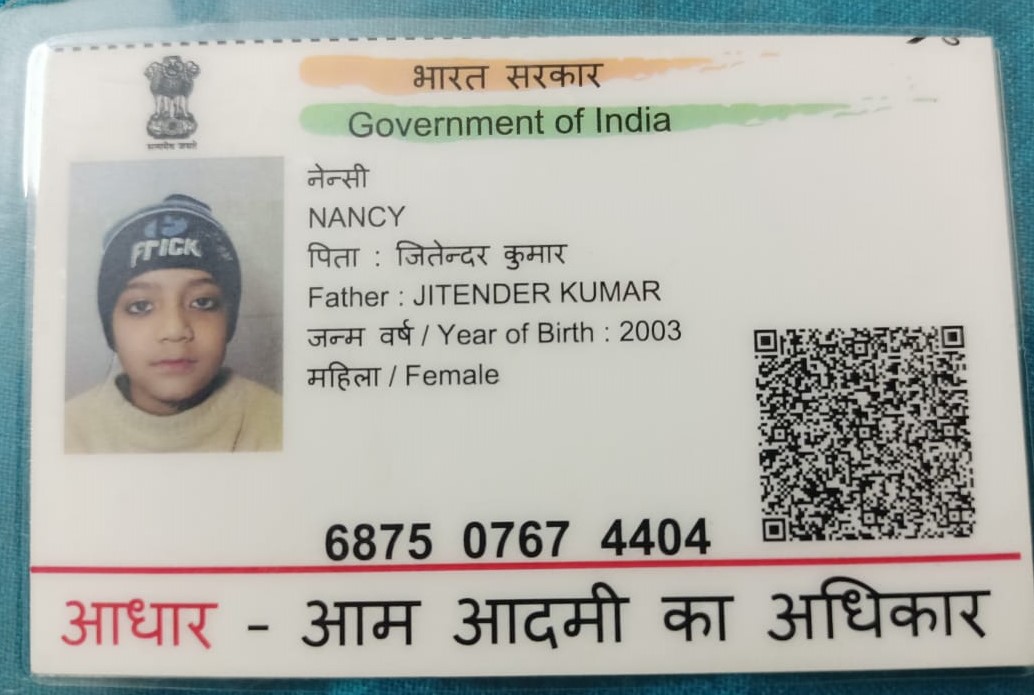 भारत सरकार
Government of India
सत्यमेव जयते
FTICK
नेन्सी
NANCY
पिता : जितेन्दर कुमार
Father : JITENDER KUMAR
जन्म वर्ष / Year of Birth : 2003
महिला / Female
6875 0767 4404
आधार - आम आदमी का अधिकार